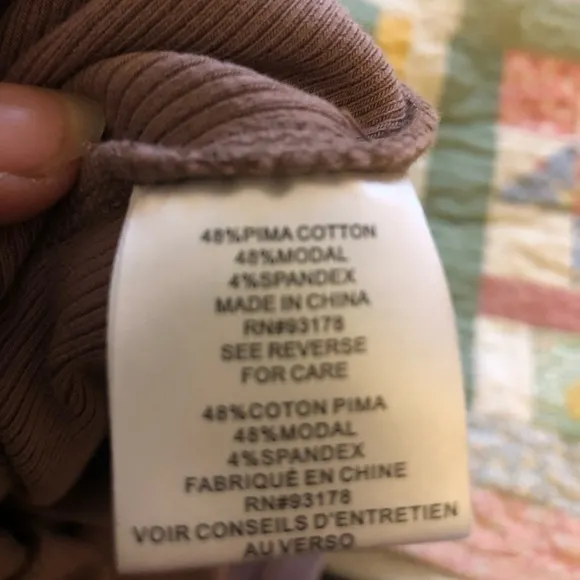 48%PIMA COTTON
48%MODAL
4%SPANDEX
MADE IN CHINA
RN#93178
SEE REVERSE
FOR CARE
48%COTON PIMA
48%MODAL
4%SPANDEX
FABRIQUÉ EN CHINE
RN#93178
VOIR CONSEILS D'ENTRETIEN
AU VERSO